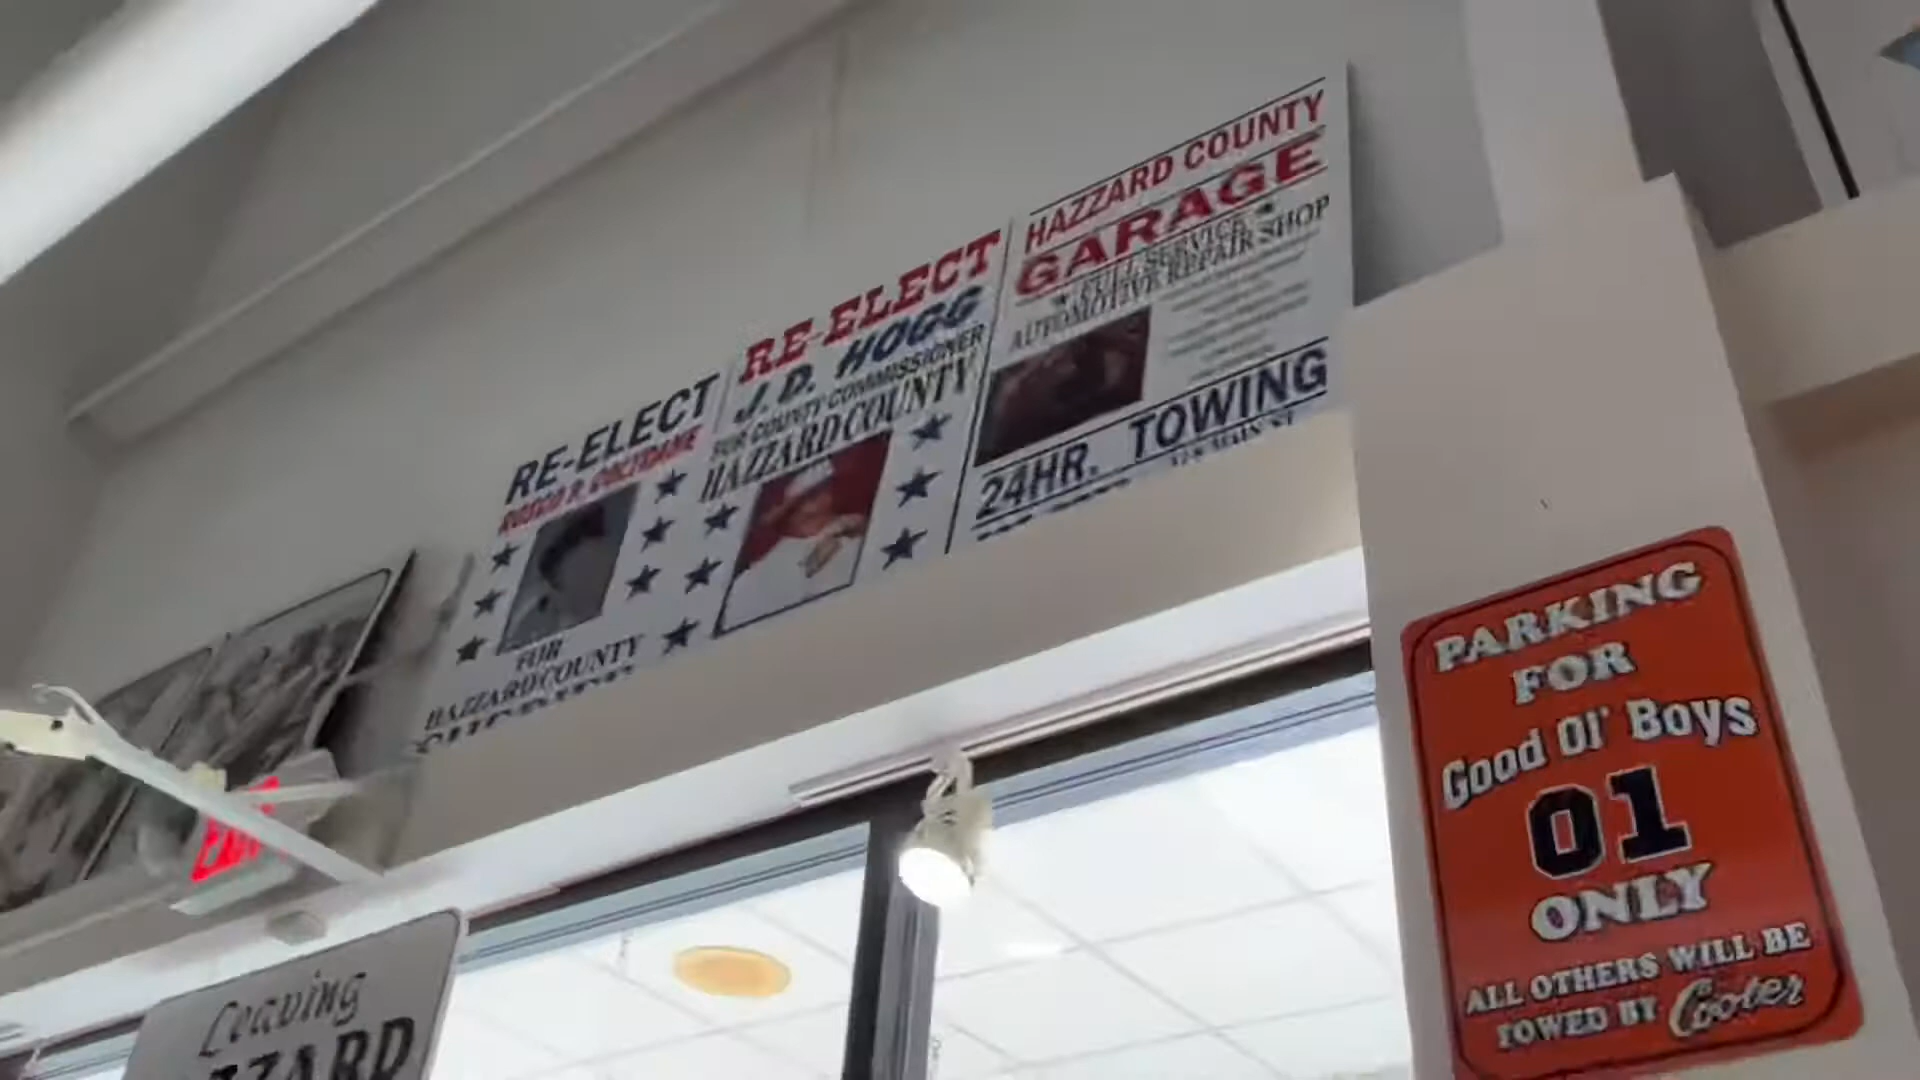 RE-ELECT
ROSCO P. COLTRANE
FOR
HAZZARD COUNTY
RE-ELECT
J.D. HOGG
FOR COUNTY COMMISSIONER
HAZZARD COUNTY
HAZZARD COUNTY
GARAGE
FULL SERVICE
AUTOMOTIVE REPAIR SHOP
24HR. TOWING
PARKING
FOR
Good Ol' Boys
01
ONLY
ALL OTHERS WILL BE
TOWED BY Cooter
EXIT
Leaving